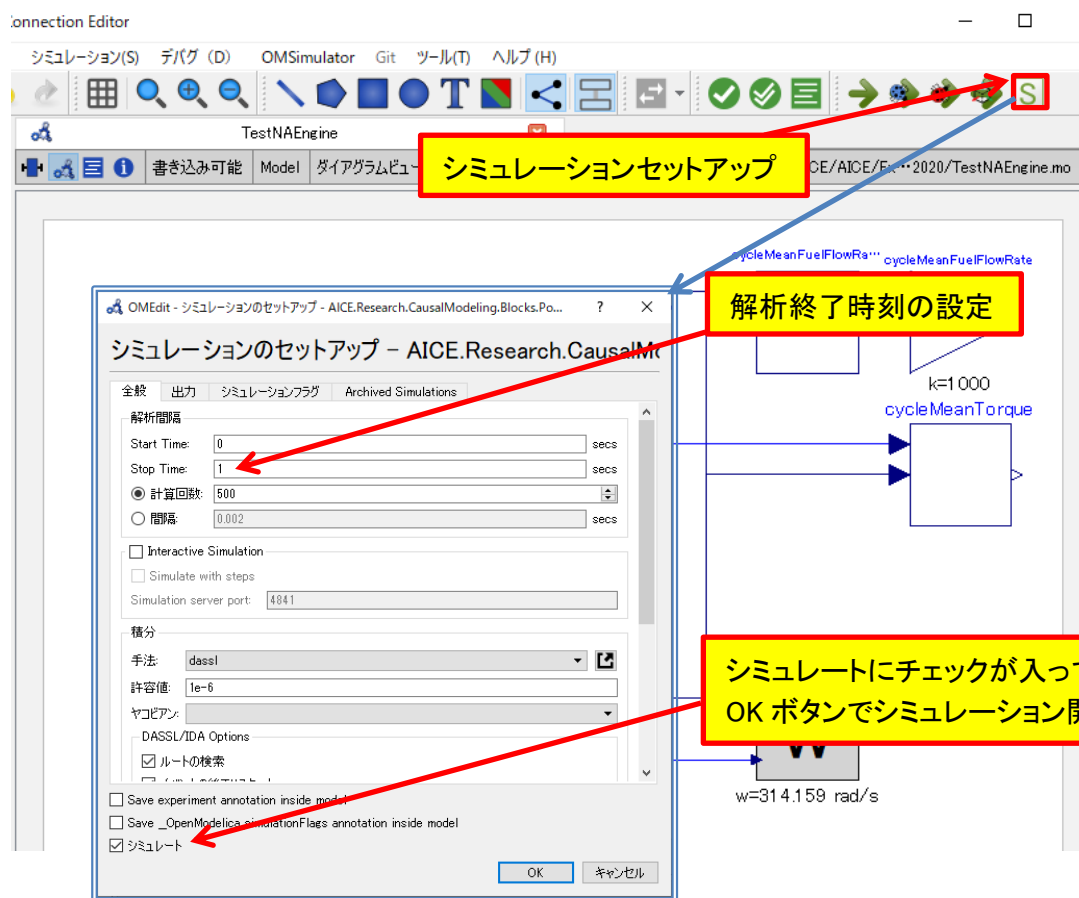 Connection Editor
シミュレーション(S) デバグ (D) OMSimulator Git ツール(T) ヘルプ (H)
T
S
TestNAEngine
書き込み可能 Model ダイアグラムビュー
CE/AICE/Ex…2020/TestNAEngine.mo
シミュレーションセットアップ
cycleMeanFuelFlowRa… cycleMeanFuelFlowRate
解析終了時刻の設定
k=1000
cycleMeanTorque
OMEdit - シミュレーションのセットアップ - AICE.Research.CausalModeling.Blocks.Po... ?
シミュレーションのセットアップ - AICE.Research.CausalMo
全般 出力 シミュレーションフラグ Archived Simulations
解析間隔
Start Time: 0 secs
Stop Time: 1 secs
計算回数: 500
間隔: 0.002 secs
Interactive Simulation
Simulate with steps
Simulation server port: 4841
積分
手法: dassl
許容値: 1e-6
ヤコビアン:
DASSL/IDA Options
ルートの検索
シミュレートにチェックが入って
OK ボタンでシミュレーション開
w=314.159 rad/s
Save experiment annotation inside model
Save _OpenModelica simulationFlags annotation inside model
シミュレート
OK キャンセル